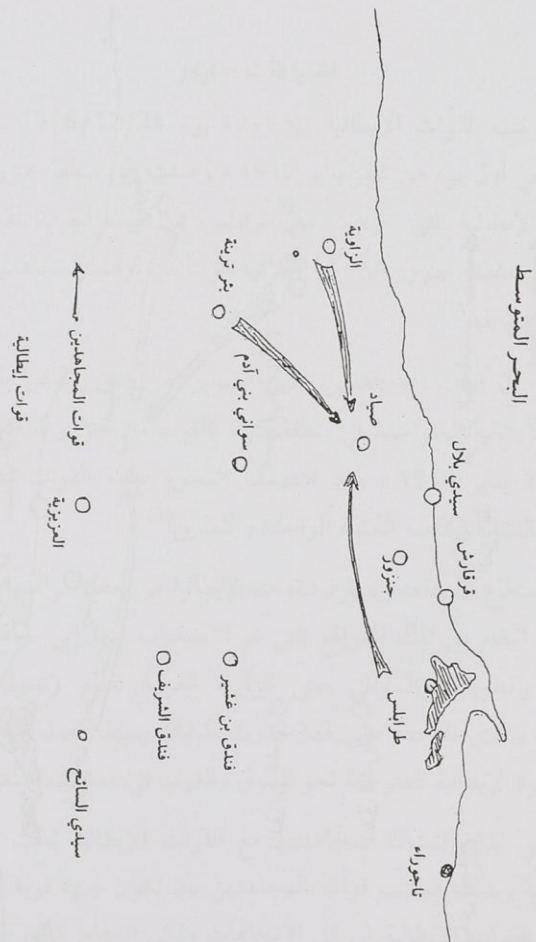 البحر المتوسط
الزاوية
بئر ترينة
صياد
سواني بني آدم
سيدي بلال
قرقارش
جنزور
طرابلس
تاجوراء
العزيزية
فندق بن غشير
فندق الشريف
سيدي السائح
قوات المجاهدين
قوات إيطالية